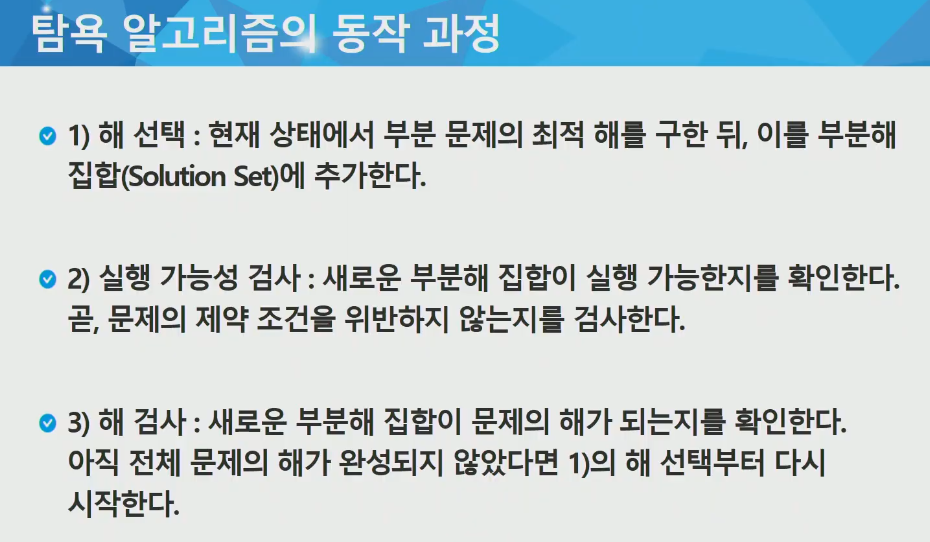 탐욕 알고리즘의 동작 과정
1) 해 선택 : 현재 상태에서 부분 문제의 최적 해를 구한 뒤, 이를 부분해
집합(Solution Set)에 추가한다.
2) 실행 가능성 검사 : 새로운 부분해 집합이 실행 가능한지를 확인한다.
곧, 문제의 제약 조건을 위반하지 않는지를 검사한다.
3) 해 검사 : 새로운 부분해 집합이 문제의 해가 되는지를 확인한다.
아직 전체 문제의 해가 완성되지 않았다면 1)의 해 선택부터 다시
시작한다.